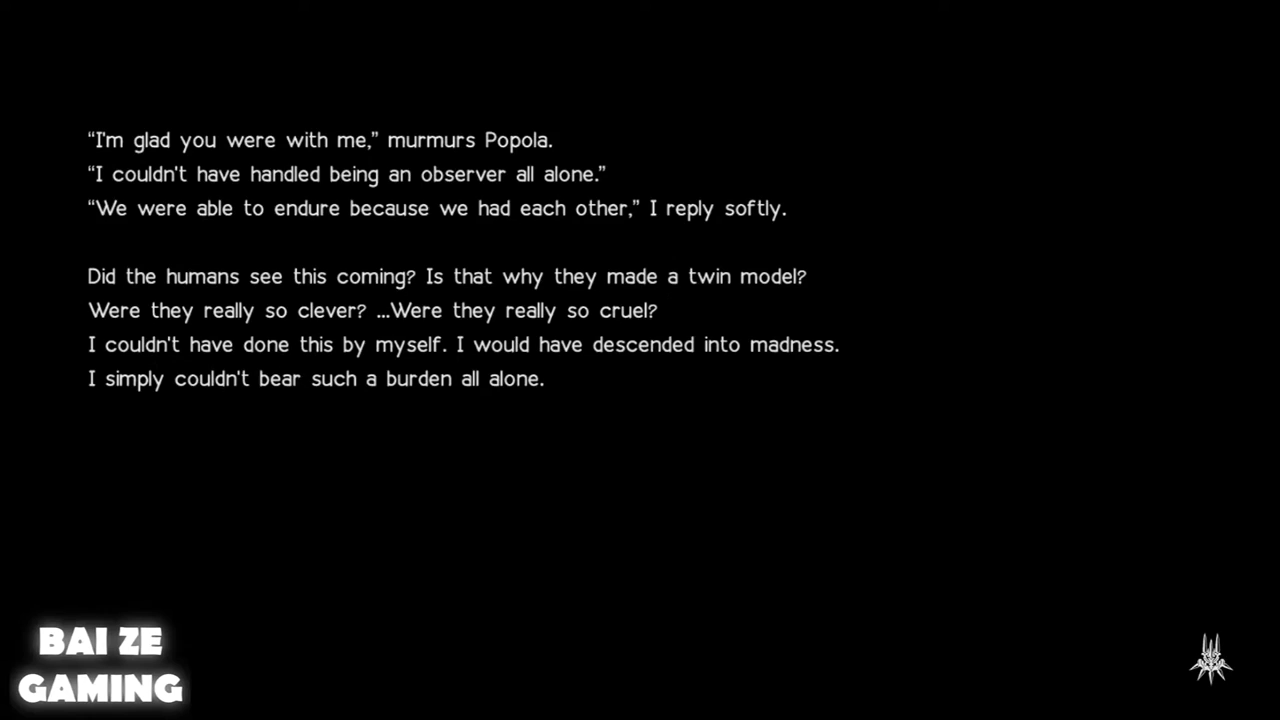 “I'm glad you were with me,” murmurs Popola.
“I couldn't have handled being an observer all alone.”
“We were able to endure because we had each other,” I reply softly.
Did the humans see this coming? Is that why they made a twin model?
Were they really so clever? ...Were they really so cruel?
I couldn't have done this by myself. I would have descended into madness.
I simply couldn't bear such a burden all alone.
BAI ZE
GAMING